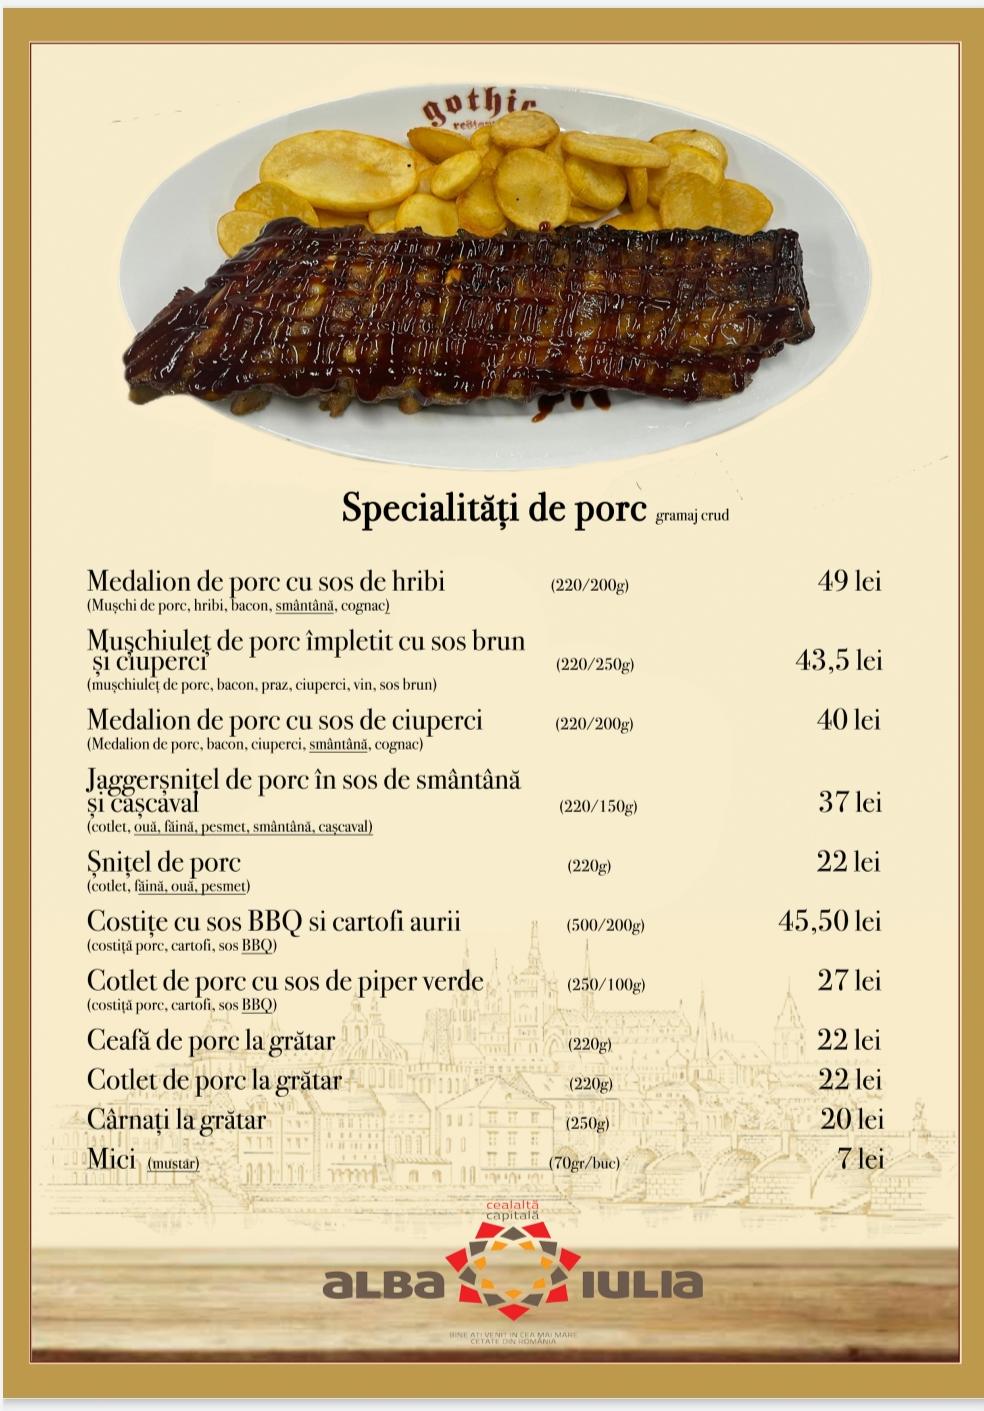 gothic
Specialități de porc gramaj crud
Medalion de porc cu sos de hribi (220/200g) 49 lei
(Mușchi de porc, hribi, bacon, smântână, cognac)
Mușchiuleț de porc împletit cu sos brun
și ciuperci (220/250g) 43,5 lei
(mușchiuleț de porc, bacon, praz, ciuperci, vin, sos brun)
Medalion de porc cu sos de ciuperci (220/200g) 40 lei
(Medalion de porc, bacon, ciuperci, smântână, cognac)
Jaggerșnițel de porc în sos de smântână
și cașcaval (220/150g) 37 lei
(cotlet, ouă, făină, pesmet, smântână, cașcaval)
Șnițel de porc (220g) 22 lei
(cotlet, făină, ouă, pesmet)
Costițe cu sos BBQ si cartofi aurii (500/200g) 45,50 lei
(costiță porc, cartofi, sos BBQ)
Cotlet de porc cu sos de piper verde (250/100g) 27 lei
(costiță porc, cartofi, sos BBQ)
Ceafă de porc la grătar (220g) 22 lei
Cotlet de porc la grătar (220g) 22 lei
Cârnați la grătar (250g) 20 lei
Mici (mustar) (70gr/buc) 7 lei
cealaltă
capitală
ALBA IULIA
BINE ATI VENIT IN CEA MAI MARE
CETATE DIN ROMÂNIA